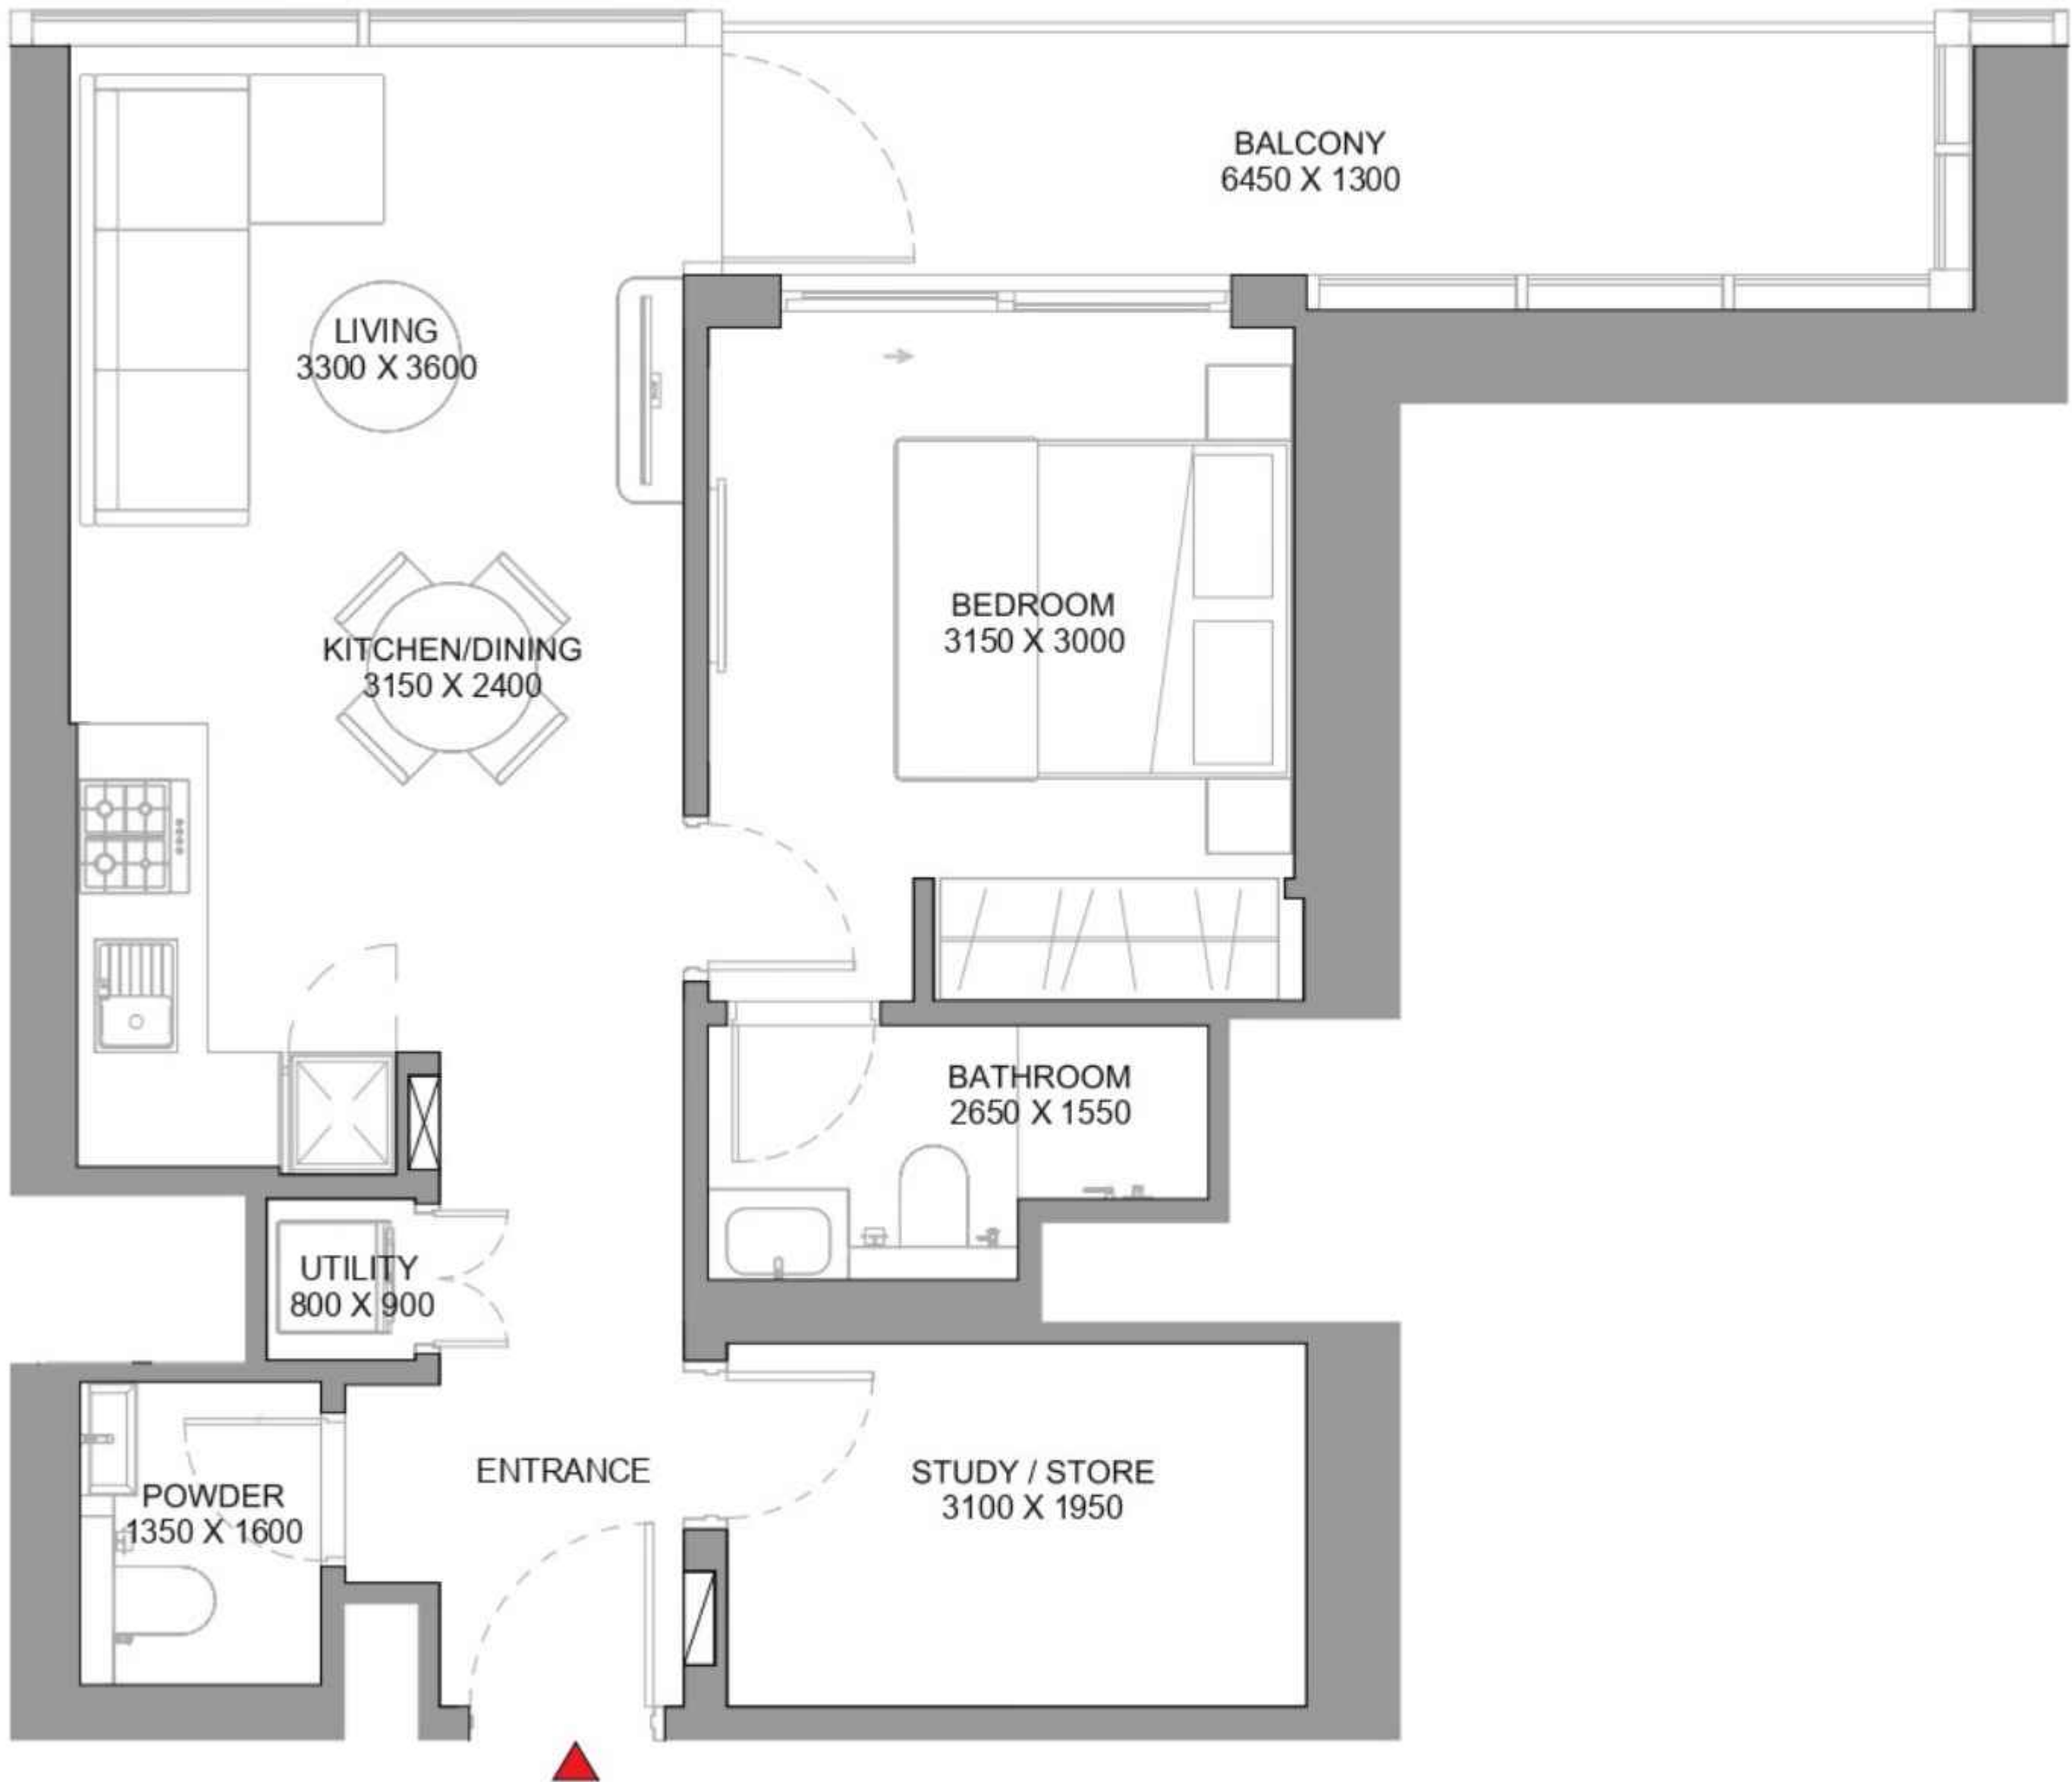 BALCONY
6450 X 1300
LIVING
3300 X 3600
BEDROOM
3150 X 3000
KITCHEN/DINING
3150 X 2400
BATHROOM
2650 X 1550
UTILITY
800 X 900
ENTRANCE
STUDY / STORE
3100 X 1950
POWDER
1350 X 1600